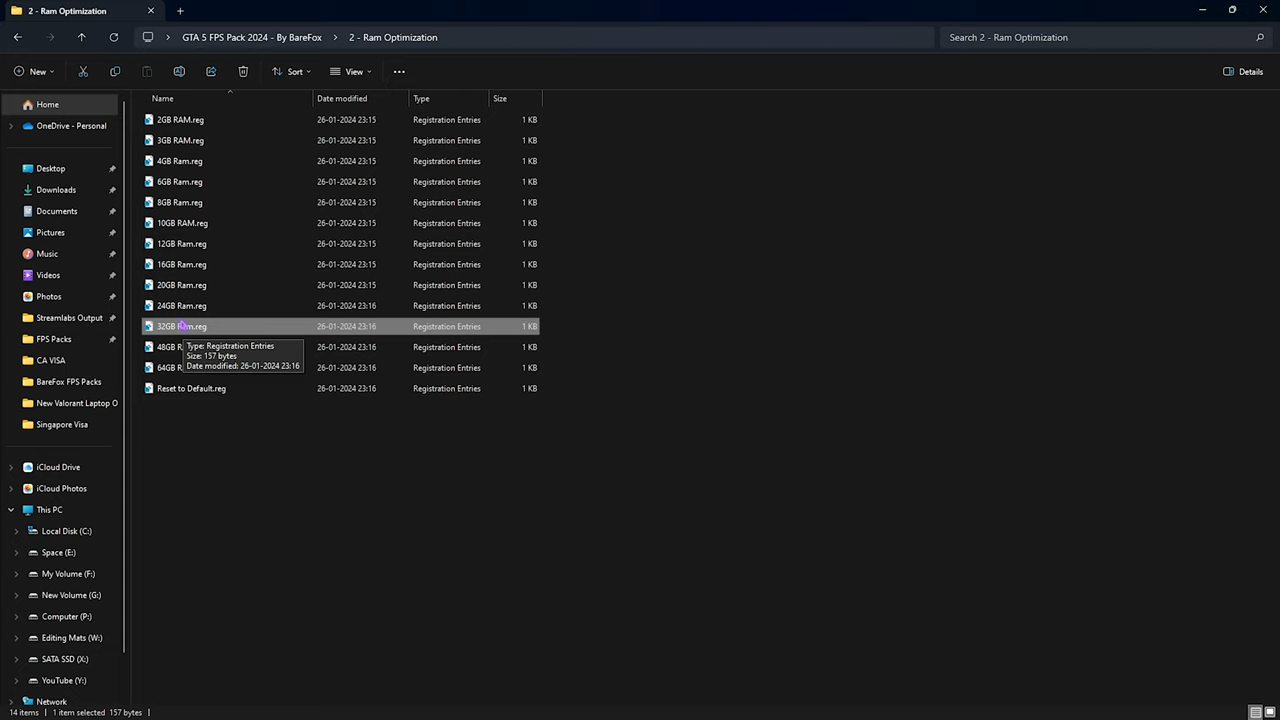 2 - Ram Optimization
GTA 5 FPS Pack 2024 - By BareFox
2 - Ram Optimization
Search 2 - Ram Optimization
New
Sort
View
Details
Home
OneDrive - Personal
Desktop
Downloads
Documents
Pictures
Music
Videos
Photos
Streamlabs Output
FPS Packs
CA VISA
BareFox FPS Packs
New Valorant Laptop O
Singapore Visa
iCloud Drive
iCloud Photos
This PC
Local Disk (C:)
Space (E:)
My Volume (F:)
New Volume (G:)
Computer (P:)
Editing Mats (W:)
SATA SSD (X:)
YouTube (Y:)
Network
Name Date modified Type Size
2GB RAM.reg 26-01-2024 23:15 Registration Entries 1 KB
3GB RAM.reg 26-01-2024 23:15 Registration Entries 1 KB
4GB Ram.reg 26-01-2024 23:15 Registration Entries 1 KB
6GB Ram.reg 26-01-2024 23:15 Registration Entries 1 KB
8GB Ram.reg 26-01-2024 23:15 Registration Entries 1 KB
10GB RAM.reg 26-01-2024 23:15 Registration Entries 1 KB
12GB Ram.reg 26-01-2024 23:15 Registration Entries 1 KB
16GB Ram.reg 26-01-2024 23:15 Registration Entries 1 KB
20GB Ram.reg 26-01-2024 23:15 Registration Entries 1 KB
24GB Ram.reg 26-01-2024 23:16 Registration Entries 1 KB
32GB Ram.reg 26-01-2024 23:16 Registration Entries 1 KB
48GB R 26-01-2024 23:16 Registration Entries 1 KB
64GB R 26-01-2024 23:16 Registration Entries 1 KB
Reset to Default.reg 26-01-2024 23:16 Registration Entries 1 KB
Type: Registration Entries
Size: 157 bytes
Date modified: 26-01-2024 23:16
14 items 1 item selected 157 bytes